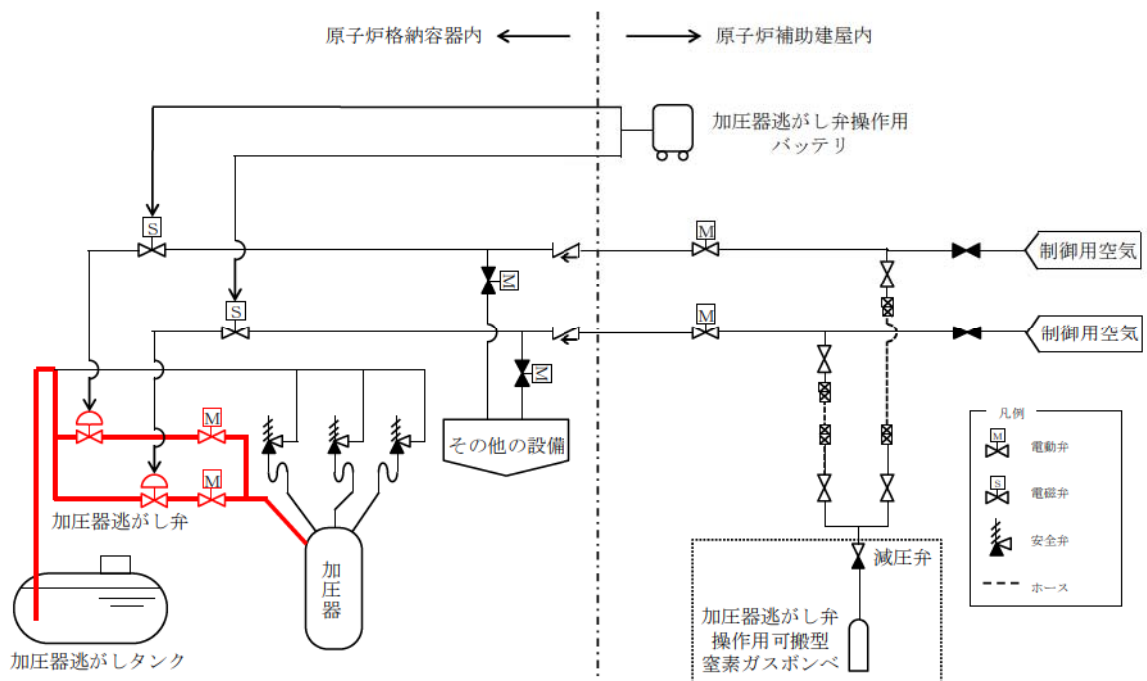 原子炉格納容器内
原子炉補助建屋内
加圧器逃がし弁操作用
バッテリ
S
M
制御用空気
M
S
M
制御用空気
M
M
その他の設備
M
加圧器逃がし弁
加圧器
加圧器逃がしタンク
減圧弁
加圧器逃がし弁
操作用可搬型
窒素ガスボンベ
凡例
M
電動弁
S
電磁弁
安全弁
ホース